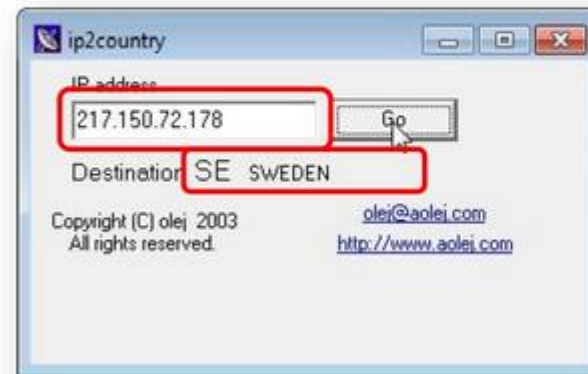 ip2country
IP address
217.150.72.178
Go
Destination SE SWEDEN
Copyright (C) olej 2003
All rights reserved.
olej@aolej.com
http://www.aolej.com